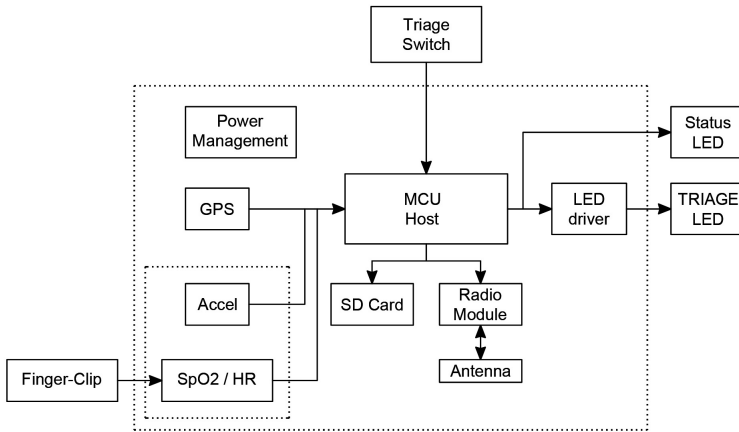 Triage
Switch
Power
Management
Status
LED
GPS
MCU
Host
LED
driver
TRIAGE
LED
Accel
SD Card
Radio
Module
Finger-Clip
SpO2 / HR
Antenna